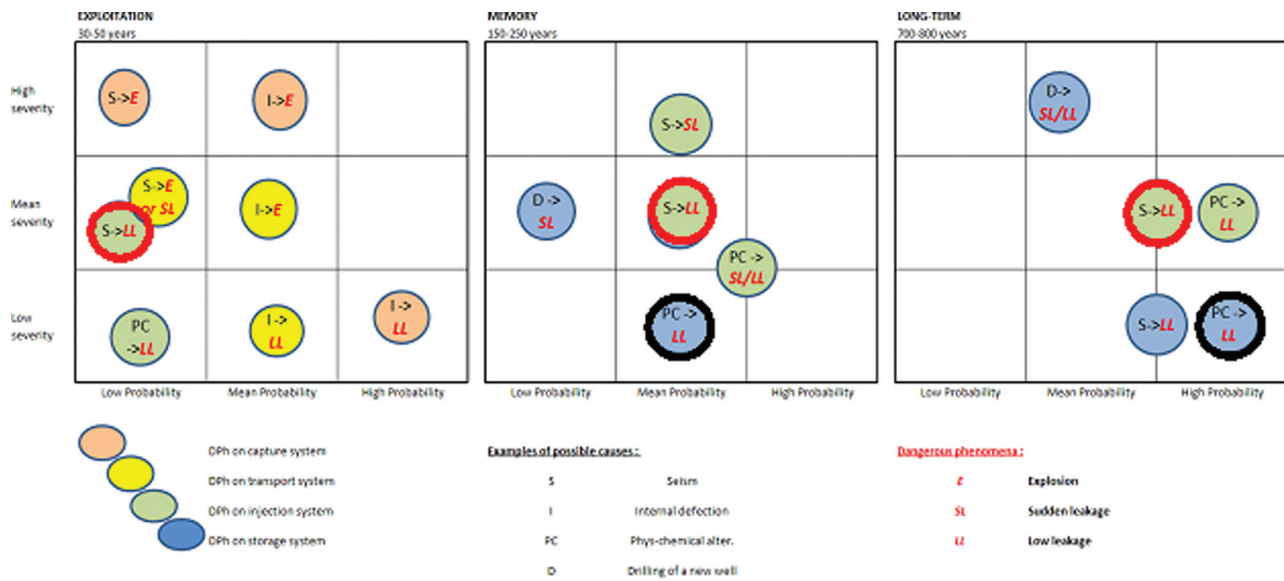 EXPLOITATION
30-50 years
MEMORY
150-250 years
LONG-TERM
700-800 years
High
severity
S->E
I->E
S->SL
D->
SL/LL
Mean
severity
S->E
or SL
S->LL
I->E
D ->
SL
S->LL
PC ->
SL/LL
S->LL
PC ->
LL
Low
severity
PC
->LL
I ->
LL
I ->
LL
PC ->
LL
S->LL
PC ->
LL
Low Probability
Mean Probability
High Probability
Low Probability
Mean Probability
High Probability
Low Probability
Mean Probability
High Probability
DPh on capture system
DPh on transport system
DPh on injection system
DPh on storage system
Examples of possible causes :
S Seism
I Internal defection
PC Phys-chemical alter.
D Drilling of a new well
Dangerous phenomena :
E Explosion
SL Sudden leakage
LL Low leakage